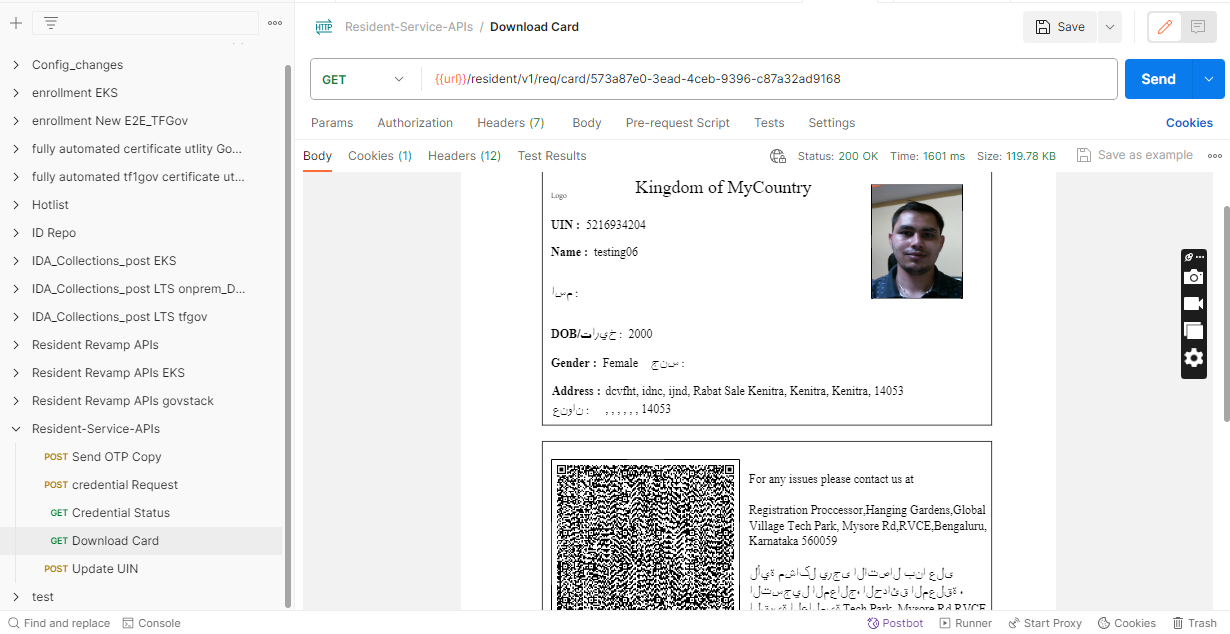 Resident-Service-APIs / Download Card
Save
Config_changes
enrollment EKS
enrollment New E2E_TFGov
fully automated certificate utlity Go...
fully automated tf1gov certificate ut...
Hotlist
ID Repo
IDA_Collections_post EKS
IDA_Collections_post LTS onprem_D...
IDA_Collections_post LTS tfgov
Resident Revamp APIs
Resident Revamp APIs EKS
Resident Revamp APIs govstack
Resident-Service-APIs
POST Send OTP Copy
POST credential Request
GET Credential Status
GET Download Card
POST Update UIN
test
GET {{url}}/resident/v1/req/card/573a87e0-3ead-4ceb-9396-c87a32ad9168
Send
Params Authorization Headers (7) Body Pre-request Script Tests Settings Cookies
Body Cookies (1) Headers (12) Test Results Status: 200 OK Time: 1601 ms Size: 119.78 KB Save as example
Logo
Kingdom of MyCountry
UIN : 5216934204
Name : testing06
ا س م :
DOB/ت ا ر ي خ : 2000
Gender : Female ج ن س :
Address : dcvfht, idnc, ijnd, Rabat Sale Kenitra, Kenitra, Kenitra, 14053
ع ن و ا ن : , , , , , , 14053
For any issues please contact us at
Registration Proccessor,Hanging Gardens,Global
Village Tech Park, Mysore Rd,RVCE,Bengaluru,
Karnataka 560059
Tech Park, Mysore Rd,RVCE
Find and replace Console Postbot Runner Start Proxy Cookies Trash